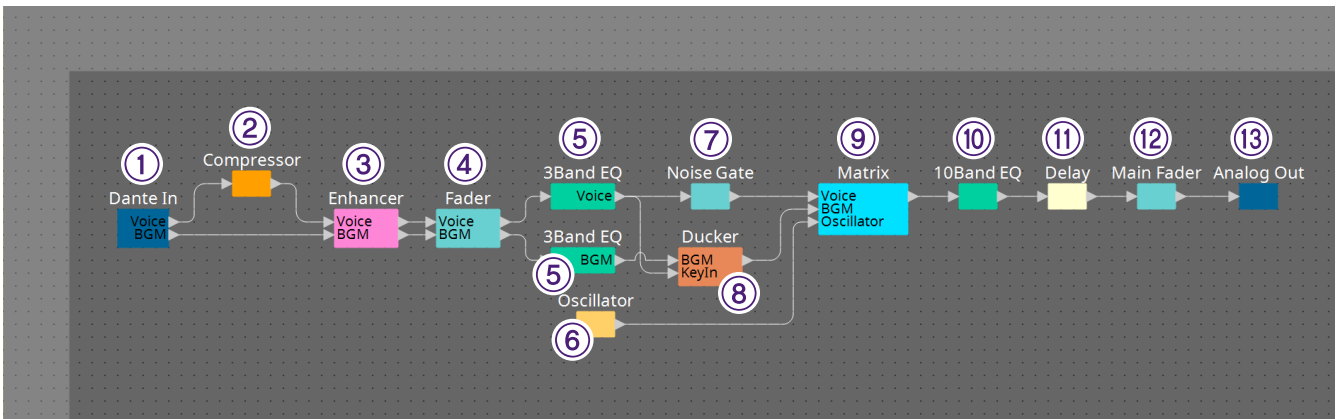 ①
Dante In
Voice
BGM
②
Compressor
③
Enhancer
Voice
BGM
④
Fader
Voice
BGM
⑤
3Band EQ
Voice
3Band EQ
BGM
⑤
Oscillator
⑥
⑦
Noise Gate
Ducker
BGM
KeyIn
⑧
⑨
Matrix
Voice
BGM
Oscillator
⑩
10Band EQ
⑪
Delay
⑫
Main Fader
⑬
Analog Out